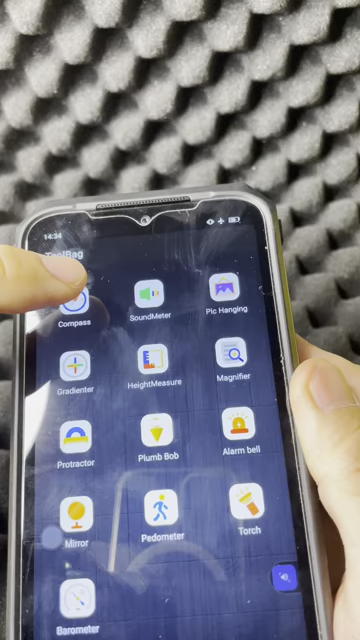 14:34
ToolBag
Compass
SoundMeter
Pic Hanging
Gradienter
HeightMeasure
Magnifier
Protractor
Plumb Bob
Alarm bell
Mirror
Pedometer
Torch
Barometer